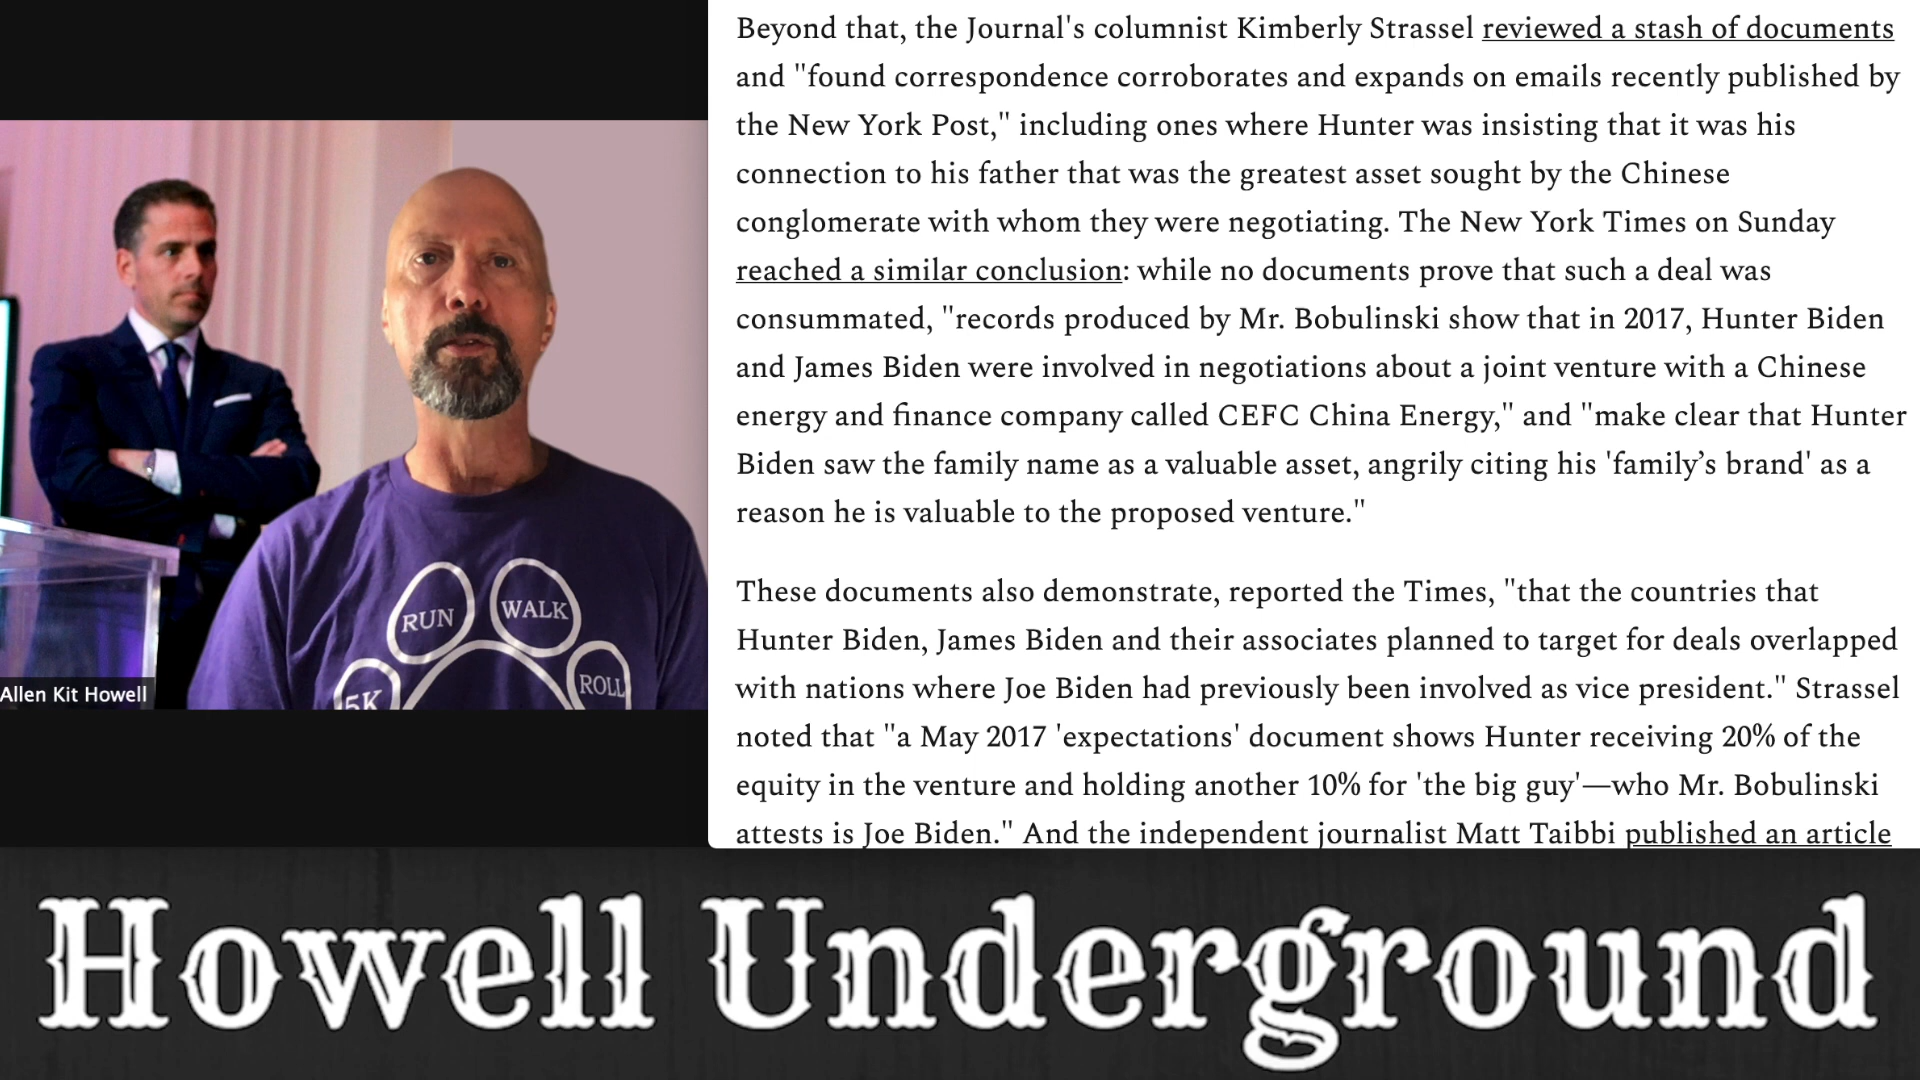 Beyond that, the Journal's columnist Kimberly Strassel reviewed a stash of documents
and "found correspondence corroborates and expands on emails recently published by
the New York Post," including ones where Hunter was insisting that it was his
connection to his father that was the greatest asset sought by the Chinese
conglomerate with whom they were negotiating. The New York Times on Sunday
reached a similar conclusion: while no documents prove that such a deal was
consummated, "records produced by Mr. Bobulinski show that in 2017, Hunter Biden
and James Biden were involved in negotiations about a joint venture with a Chinese
energy and finance company called CEFC China Energy," and "make clear that Hunter
Biden saw the family name as a valuable asset, angrily citing his 'family’s brand' as a
reason he is valuable to the proposed venture."
These documents also demonstrate, reported the Times, "that the countries that
Hunter Biden, James Biden and their associates planned to target for deals overlapped
with nations where Joe Biden had previously been involved as vice president." Strassel
noted that "a May 2017 'expectations' document shows Hunter receiving 20% of the
equity in the venture and holding another 10% for 'the big guy'—who Mr. Bobulinski
attests is Joe Biden." And the independent journalist Matt Taibbi published an article
RUN
WALK
5K
ROLL
Allen Kit Howell
Howell Underground